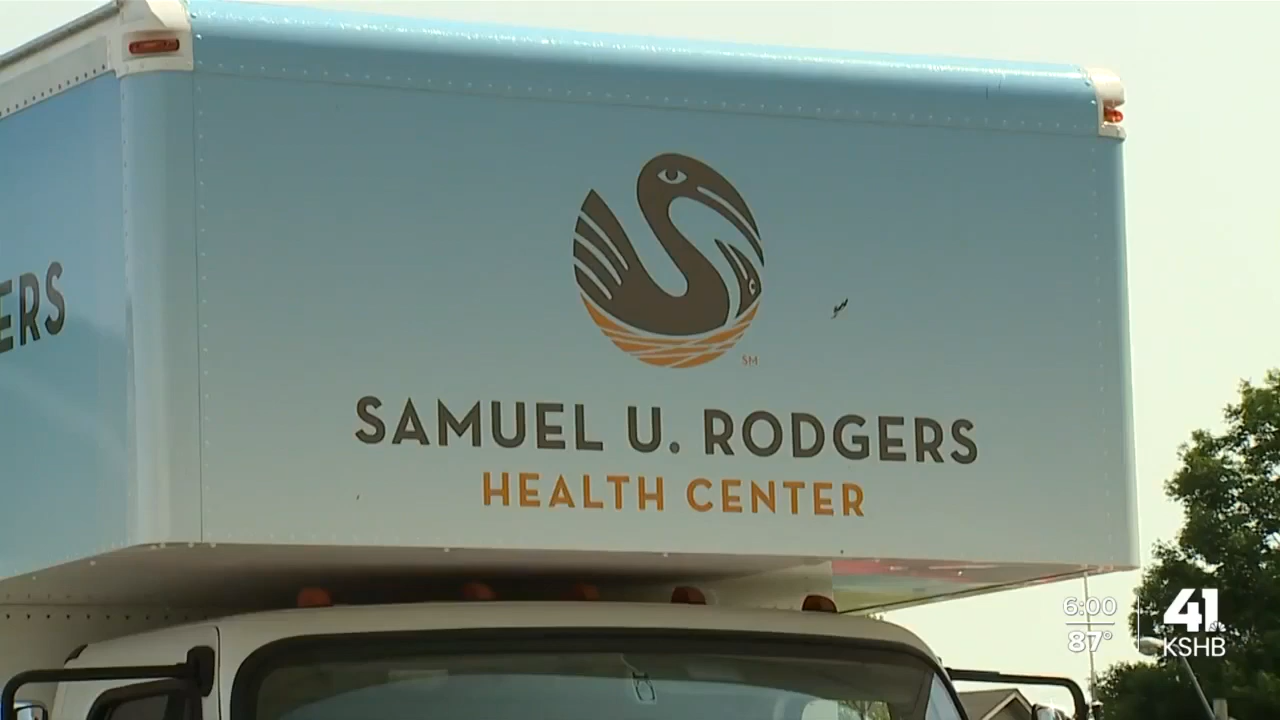 ERS
SM
SAMUEL U. RODGERS
HEALTH CENTER
6:00
87°
41
KSHB